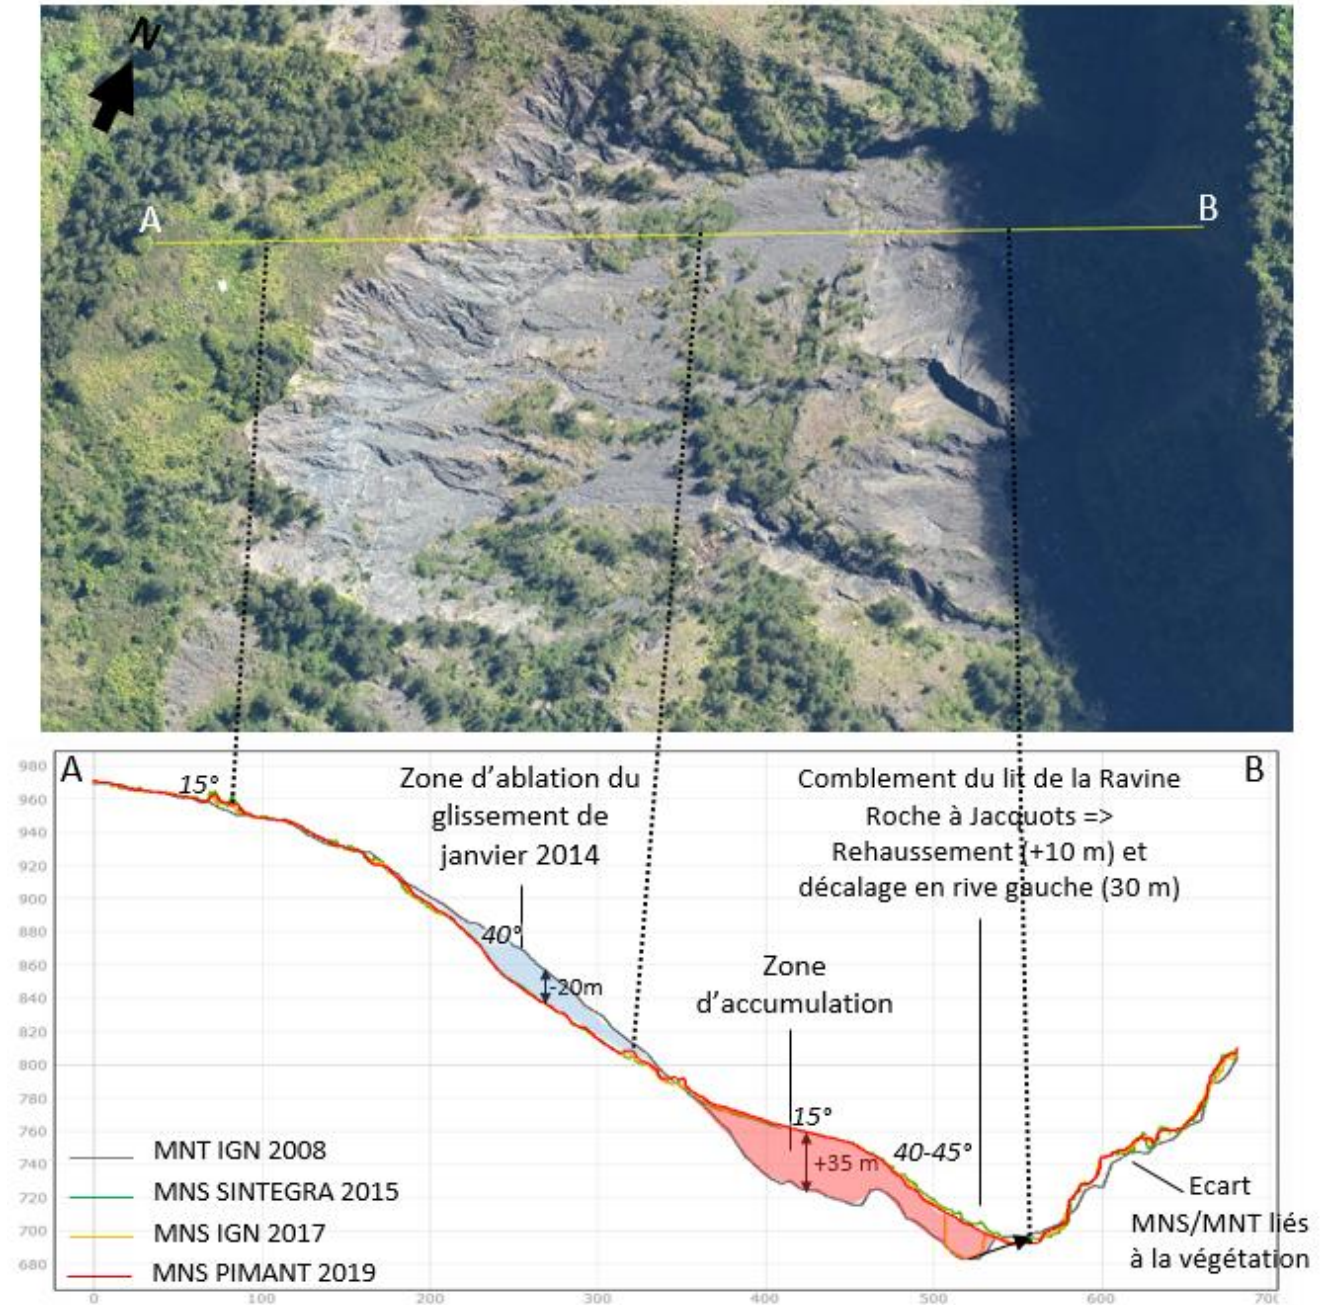 N
A
B
A
B
15°
Zone d'ablation du
glissement de
janvier 2014
40°
-20m
Comblement du lit de la Ravine
Roche à Jacquots =>
Rehaussement (+10 m) et
décalage en rive gauche (30 m)
Zone
d'accumulation
15°
+35 m
40-45°
Ecart
MNS/MNT liés
à la végétation
MNT IGN 2008
MNS SINTEGRA 2015
MNS IGN 2017
MNS PIMANT 2019
980
960
940
920
900
880
860
840
820
800
780
760
740
720
700
680
0 100 200 300 400 500 600 700